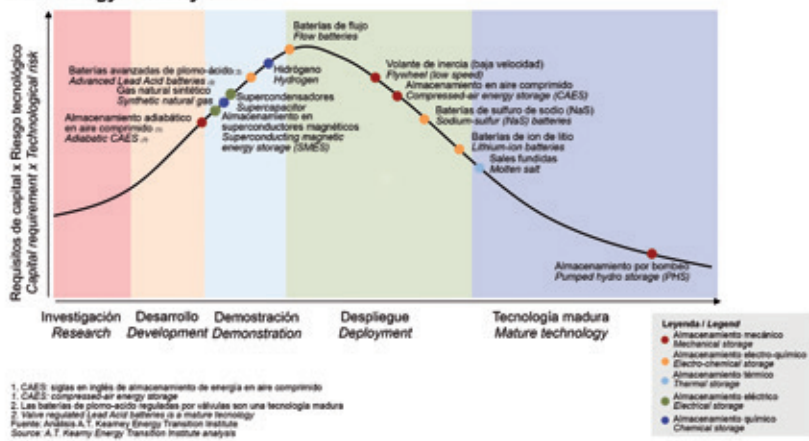 Requisitos de capital x Riesgo tecnológico
Capital requirement x Technological risk
Baterías de flujo
Flow batteries
Baterías avanzadas de plomo-ácido
Advanced Lead Acid batteries
Hidrógeno
Hydrogen
Gas natural sintético
Synthetic natural gas
Supercondensadores
Supercapacitor
Almacenamiento adiabático
en aire comprimido
Adiabatic CAES
Almacenamiento en
superconductores magnéticos
Superconducting magnetic
energy storage (SMES)
Volante de inercia (baja velocidad)
Flywheel (low speed)
Almacenamiento en aire comprimido
Compressed-air energy storage (CAES)
Baterías de sulfuro de sodio (NaS)
Sodium-sulfur (NaS) batteries
Baterías de ion de litio
Lithium-ion batteries
Sales fundidas
Molten salt
Almacenamiento por bombeo
Pumped hydro storage (PHS)
Investigación
Research
Desarrollo
Development
Demostración
Demonstration
Despliegue
Deployment
Tecnología madura
Mature technology
Leyenda / Legend
Almacenamiento mecánico
Mechanical storage
Almacenamiento electro-químico
Electro-chemical storage
Almacenamiento térmico
Thermal storage
Almacenamiento eléctrico
Electrical storage
Almacenamiento químico
Chemical storage
1. CAES: siglas en inglés de almacenamiento de energía en aire comprimido
1. CAES: compressed-air energy storage
2. Las baterías de plomo-acido reguladas por válvulas son una tecnología madura
2. Valve regulated Lead Acid batteries is a mature tecnology
Fuente: Análisis A.T. Kearney Energy Transition Institute
Source: A.T. Kearny Energy Transition Institute analysis